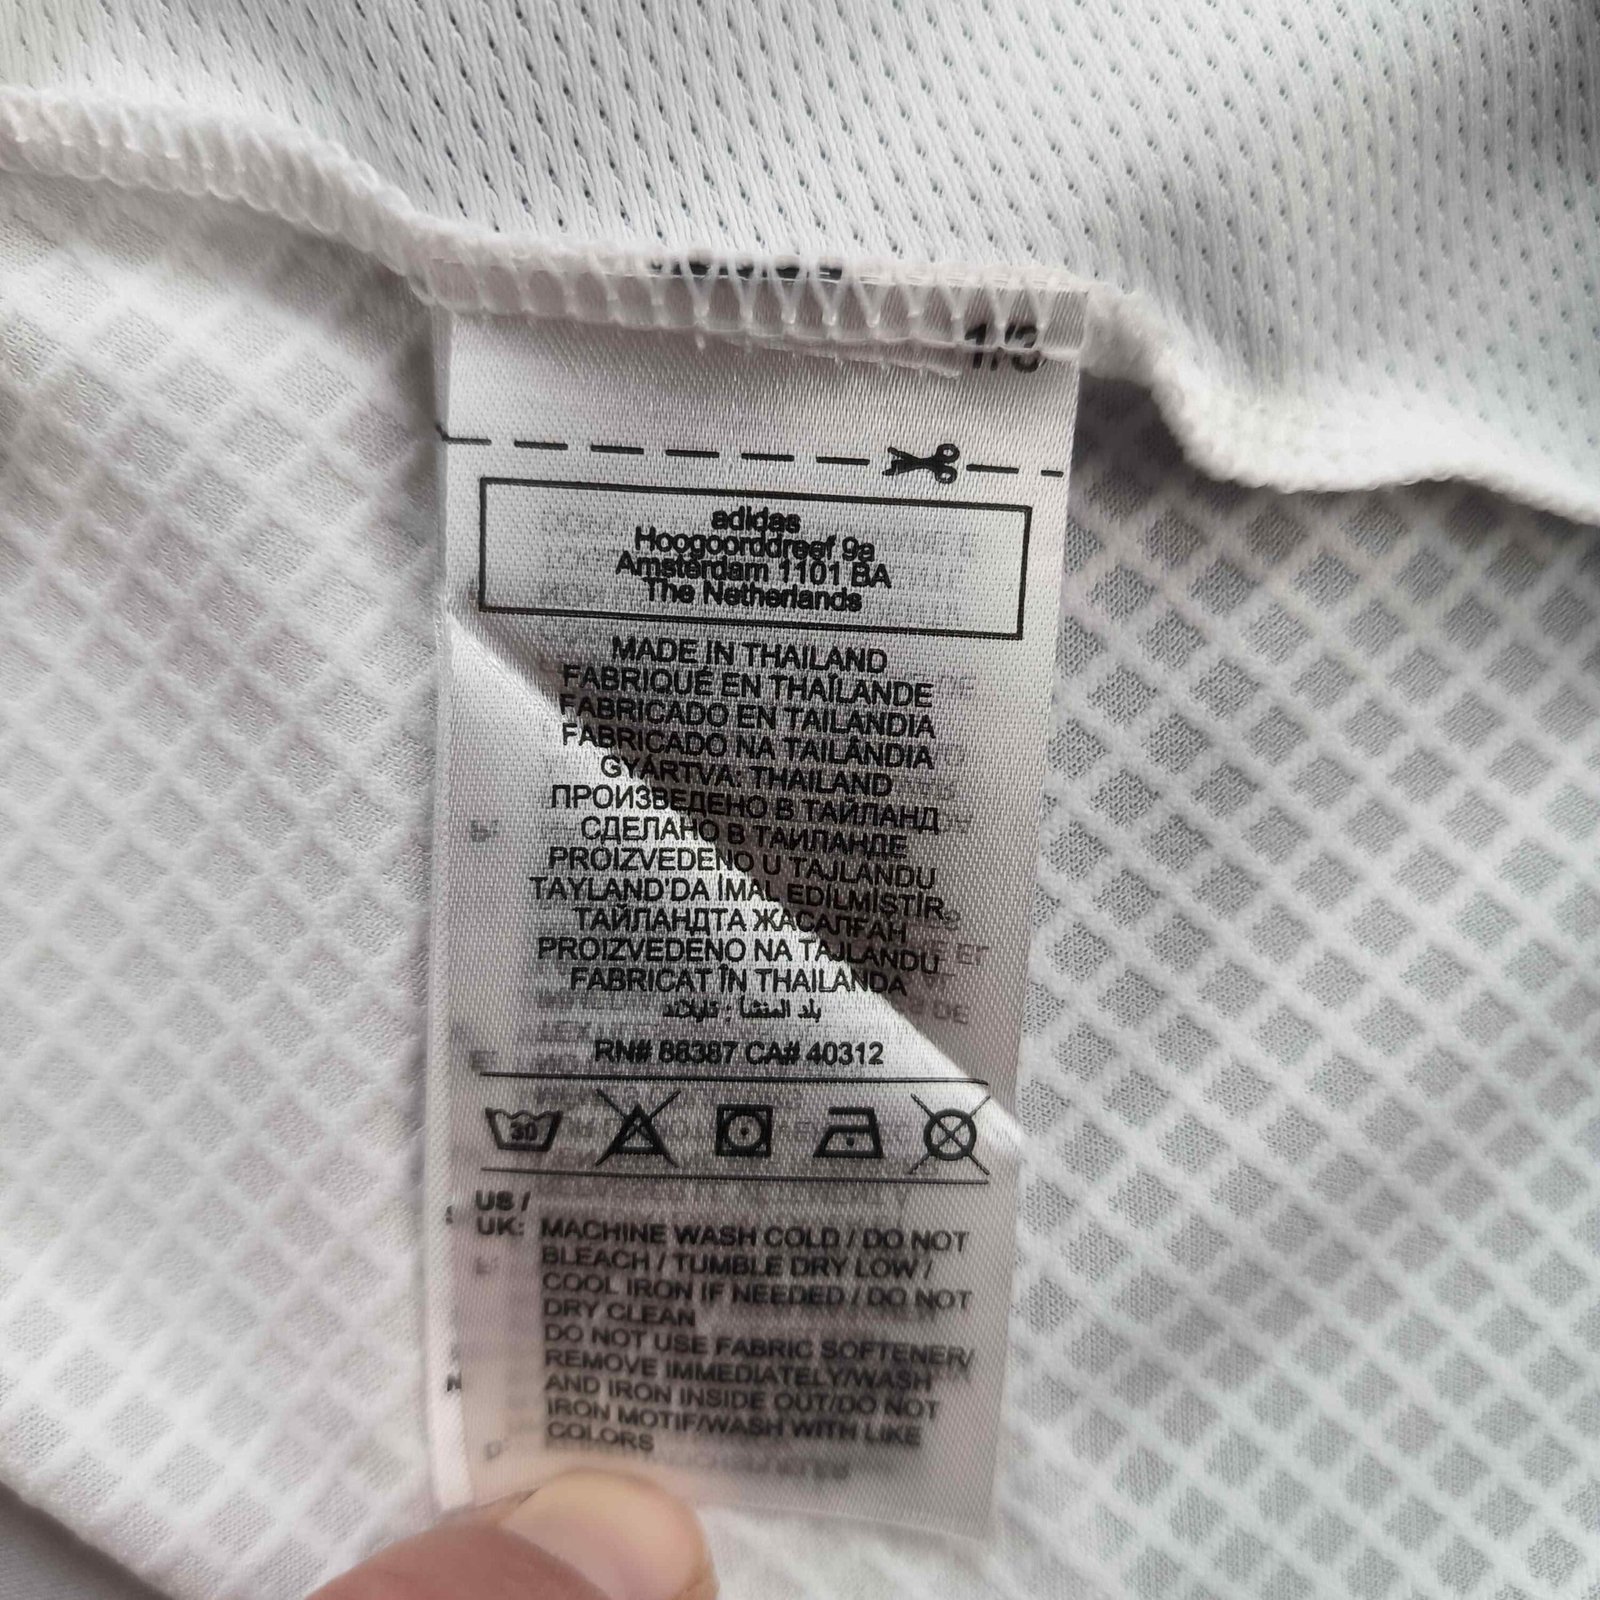 1/3
adidas
Hoogoorddreef 9a
Amsterdam 1101 BA
The Netherlands
MADE IN THAILAND
FABRIQUÉ EN THAÏLANDE
FABRICADO EN TAILANDIA
FABRICADO NA TAILÂNDIA
GYÁRTVA: THAILAND
ПРОИЗВЕДЕНО В ТАЙЛАНД
СДЕЛАНО В ТАИЛАНДЕ
PROIZVEDENO U TAJLANDU
TAYLAND'DA İMAL EDİLMİŞTİR
ТАЙЛАНДТА ЖАСАЛҒАН
PROIZVEDENO NA TAJLANDU
FABRICAT ÎN THAILANDA
بلد المنشأ : تايلاند
RN# 88387 CA# 40312
30
US /
UK: MACHINE WASH COLD / DO NOT
BLEACH / TUMBLE DRY LOW /
COOL IRON IF NEEDED / DO NOT
DRY CLEAN
DO NOT USE FABRIC SOFTENER/
REMOVE IMMEDIATELY/WASH
AND IRON INSIDE OUT/DO NOT
IRON MOTIF/WASH WITH LIKE
COLORS